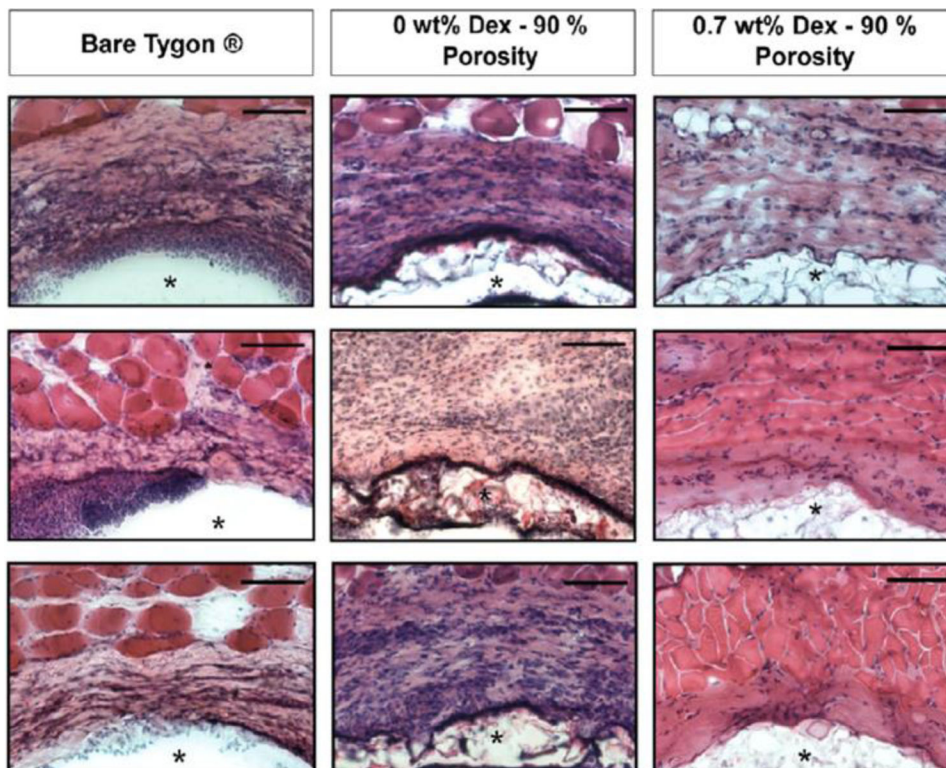 Bare Tygon ®
0 wt% Dex - 90 %
Porosity
0.7 wt% Dex - 90 %
Porosity
*
*
*
*
*
*
*
*
*